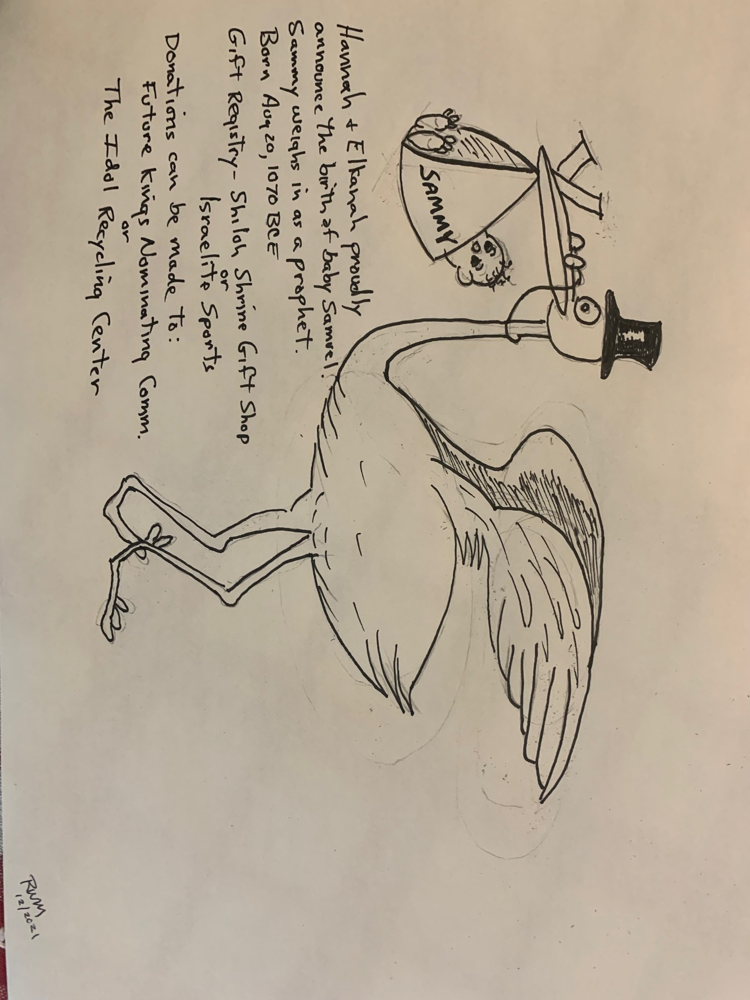 SAMMY
Hannah + Elkanah proudly
announce the birth of baby Samuel!
Sammy weighs in as a prophet.
Born Aug 20, 1070 BCE
Gift Registry - Shiloh Shrine Gift Shop
or
Israelite Sports
Donations can be made to:
Future Kings Nominating Comm.
or
The Idol Recycling Center
RWM
12/2021